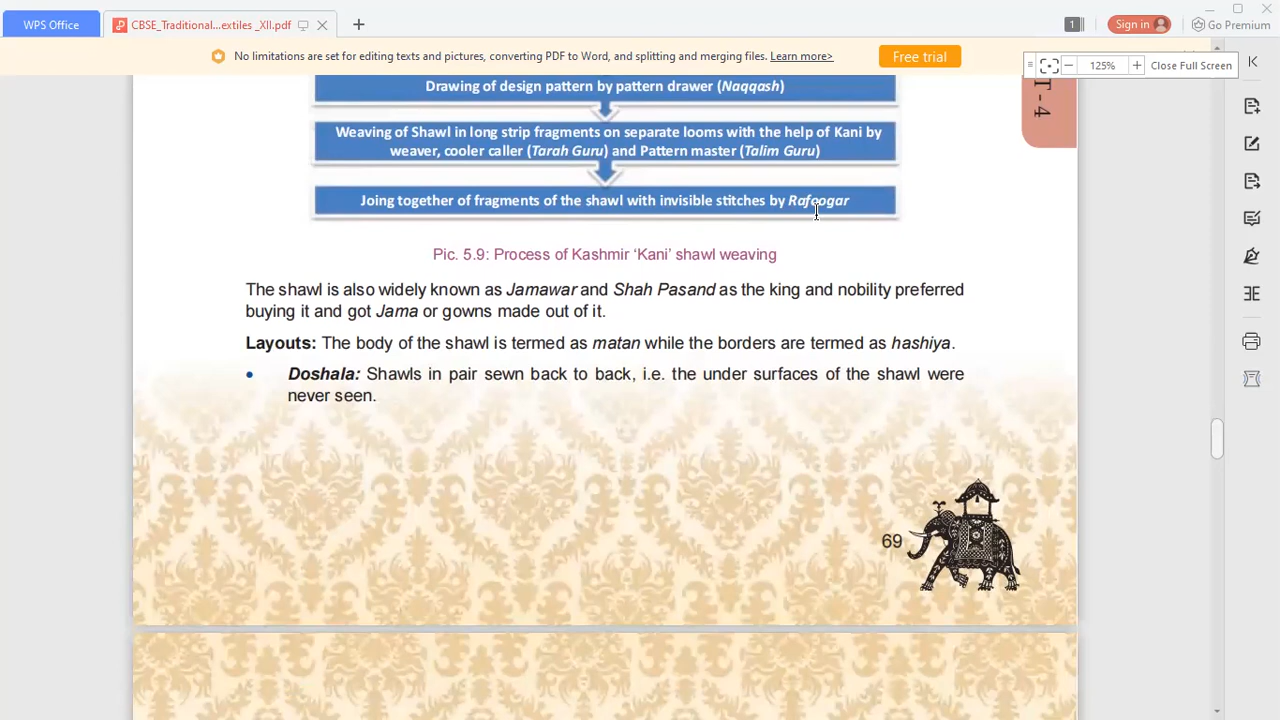 WPS Office
CBSE_Traditional...extiles _XII.pdf
1
Sign in
Go Premium
No limitations are set for editing texts and pictures, converting PDF to Word, and splitting and merging files. Learn more>
Free trial
125%
Close Full Screen
T - 4
Drawing of design pattern by pattern drawer (Naqqash)
Weaving of Shawl in long strip fragments on separate looms with the help of Kani by
weaver, cooler caller (Tarah Guru) and Pattern master (Talim Guru)
Joing together of fragments of the shawl with invisible stitches by Rafoogar
Pic. 5.9: Process of Kashmir ‘Kani’ shawl weaving
The shawl is also widely known as Jamawar and Shah Pasand as the king and nobility preferred
buying it and got Jama or gowns made out of it.
Layouts: The body of the shawl is termed as matan while the borders are termed as hashiya.
• Doshala: Shawls in pair sewn back to back, i.e. the under surfaces of the shawl were
never seen.
69